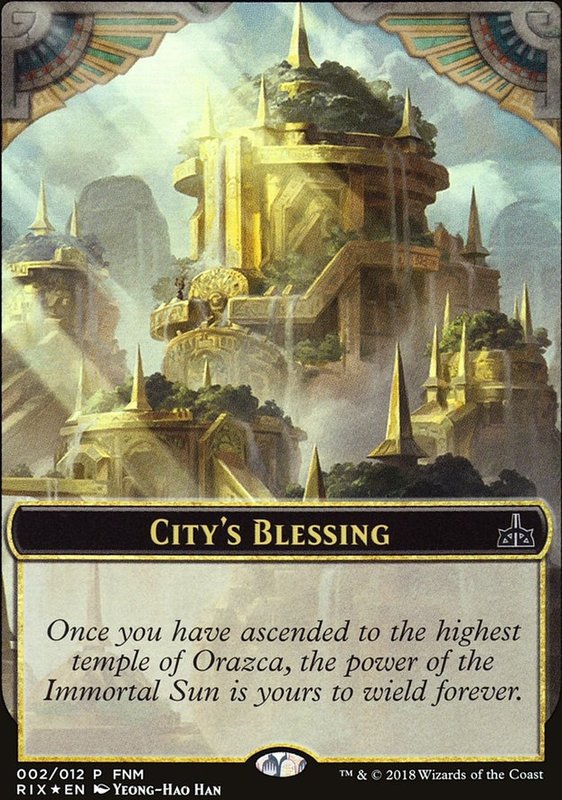 CITY'S BLESSING
Once you have ascended to the highest
temple of Orazca, the power of the
Immortal Sun is yours to wield forever.
002/012 P FNM
RIX★EN Yeong-Hao Han
™ & © 2018 Wizards of the Coast